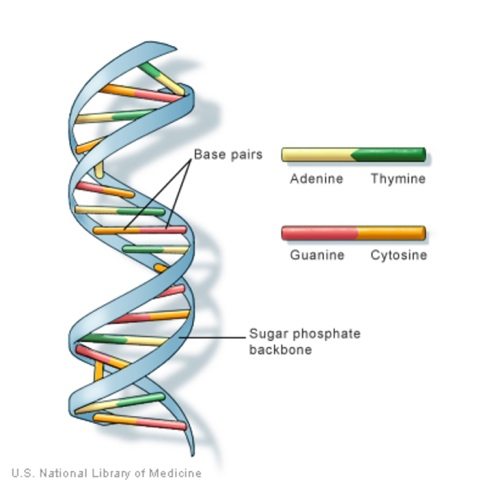 Base pairs
Adenine Thymine
Guanine Cytosine
Sugar phosphate
backbone
U.S. National Library of Medicine